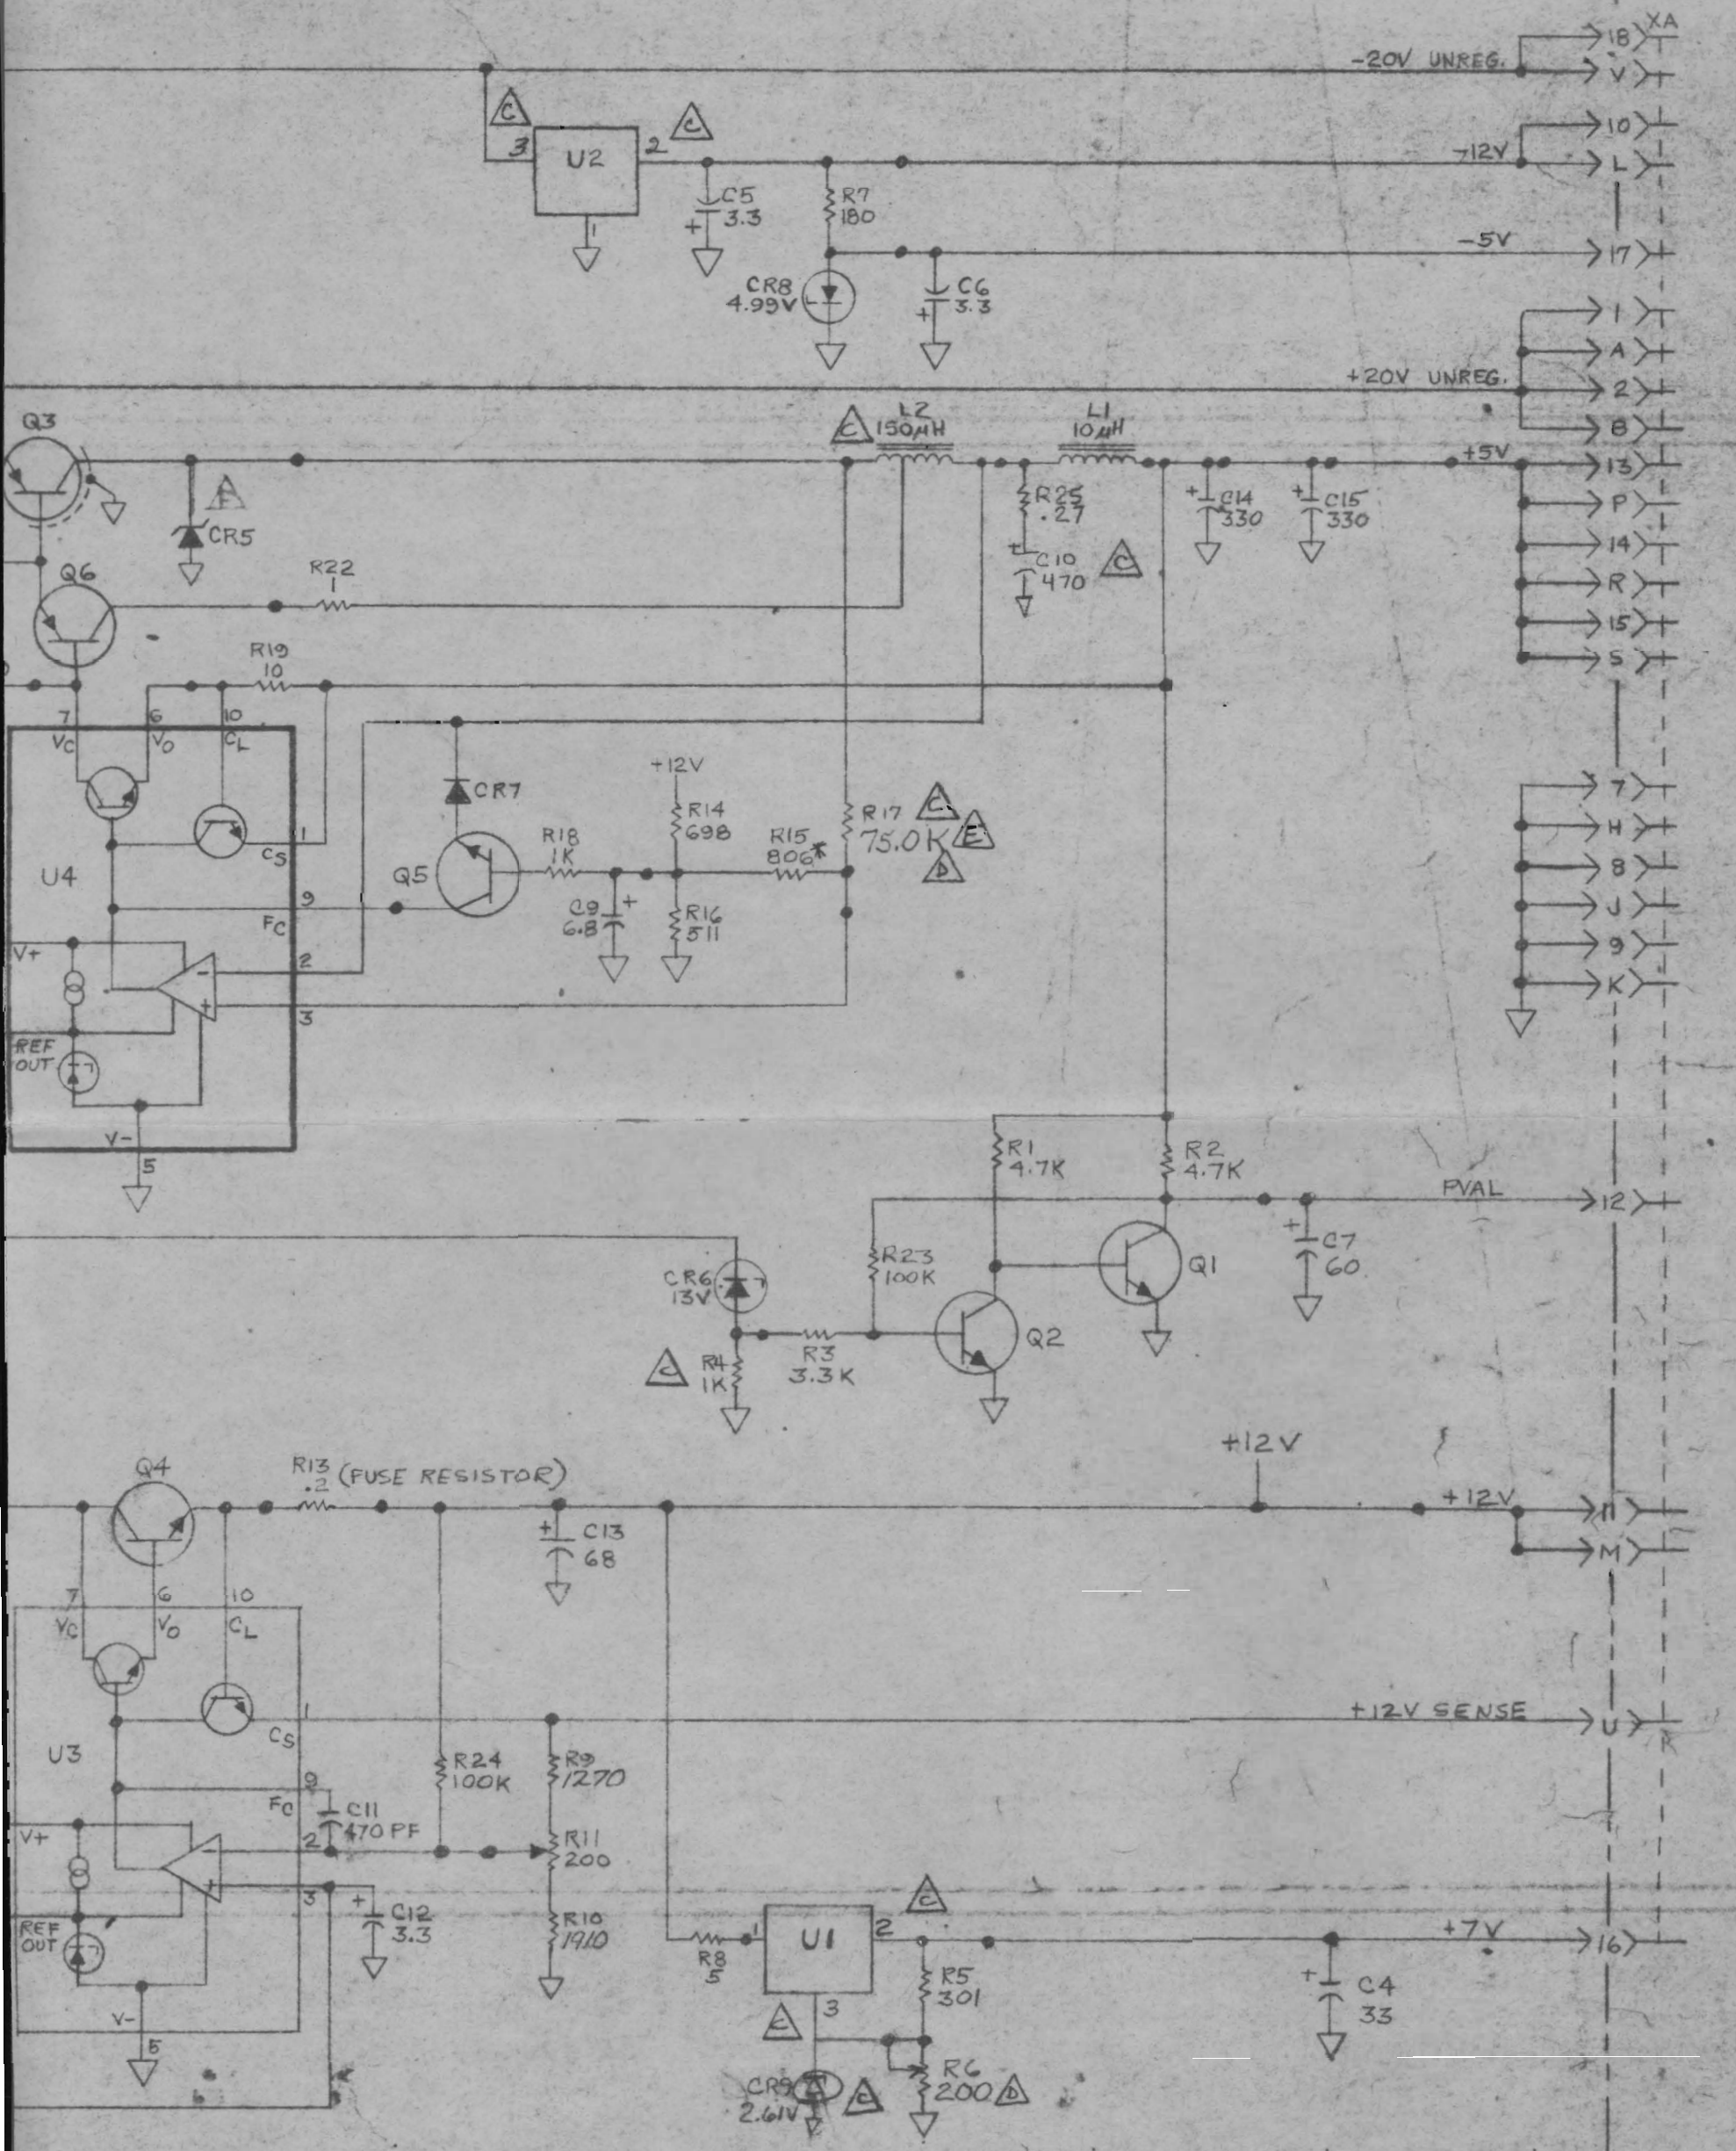 XA
18
-20V UNREG.
V
10
C
C
3
U2
2
-12V
L
1
C5
3.3
R7
180
-5V
17
CR8
4.99V
C6
3.3
1
A
+20V UNREG.
2
B
Q3
C
L2
150µH
L1
10µH
+5V
13
CR5
R25
.27
C14
330
C15
330
P
C10
470
C
14
Q6
R22
1
R
15
S
R19
10
7
6
10
VC
VO
CL
+12V
CR7
R14
698
R17
75.0K
C
E
D
7
R18
1K
R15
806*
H
1
CS
U4
Q5
8
9
FC
C9
6.8
R16
511
J
V+
2
9
3
K
REF
OUT
V-
5
R1
4.7K
R2
4.7K
PVAL
12
R23
100K
Q1
C7
60
CR6
13V
Q2
C
R4
1K
R3
3.3K
Q4
R13
.2
(FUSE RESISTOR)
+12V
+12V
11
C13
68
M
7
6
10
VC
VO
CL
1
CS
+12V SENSE
U
U3
R24
100K
R9
1270
9
FC
C11
470PF
V+
2
R11
200
3
C12
3.3
C
REF
OUT
R10
1910
1
U1
2
+7V
16
R8
5
R5
301
C4
33
3
V-
5
R6
200
D
CR9
2.61V
C